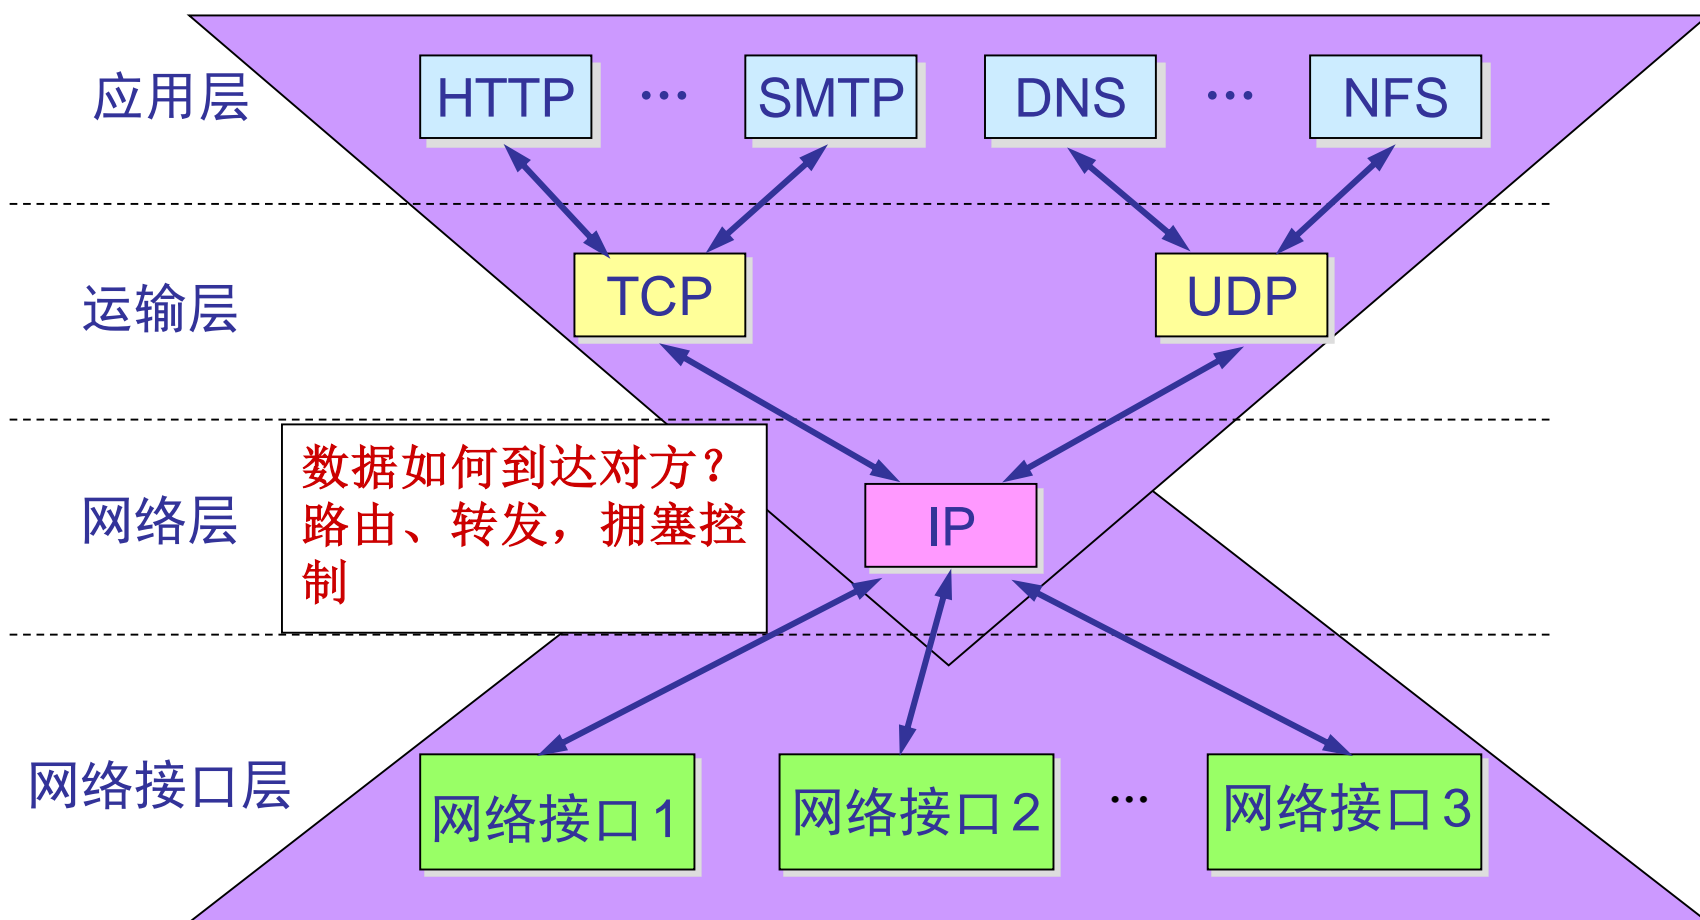 应用层 HTTP … SMTP DNS … NFS
运输层 TCP UDP
数据如何到达对方？
路由、转发，拥塞控
制
网络层 IP
网络接口层 网络接口1 网络接口2 … 网络接口3